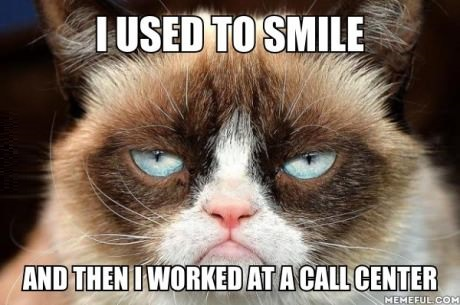 I USED TO SMILE
AND THEN I WORKED AT A CALL CENTER
MEMEFUL.COM